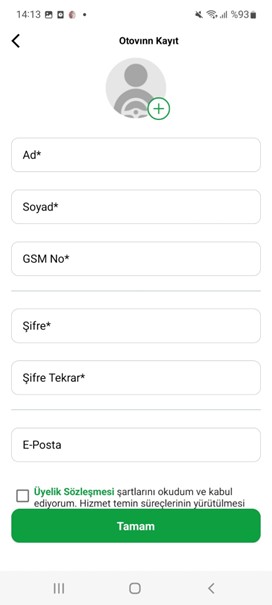 14:13 %93
Otovınn Kayıt
Ad*
Soyad*
GSM No*
Şifre*
Şifre Tekrar*
E-Posta
Üyelik Sözleşmesi şartlarını okudum ve kabul
ediyorum. Hizmet temin süreçlerinin yürütülmesi
Tamam